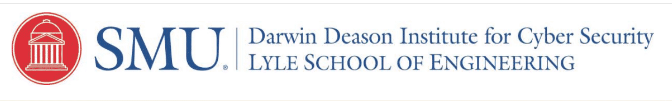 SMU. Darwin Deason Institute for Cyber Security
LYLE SCHOOL OF ENGINEERING